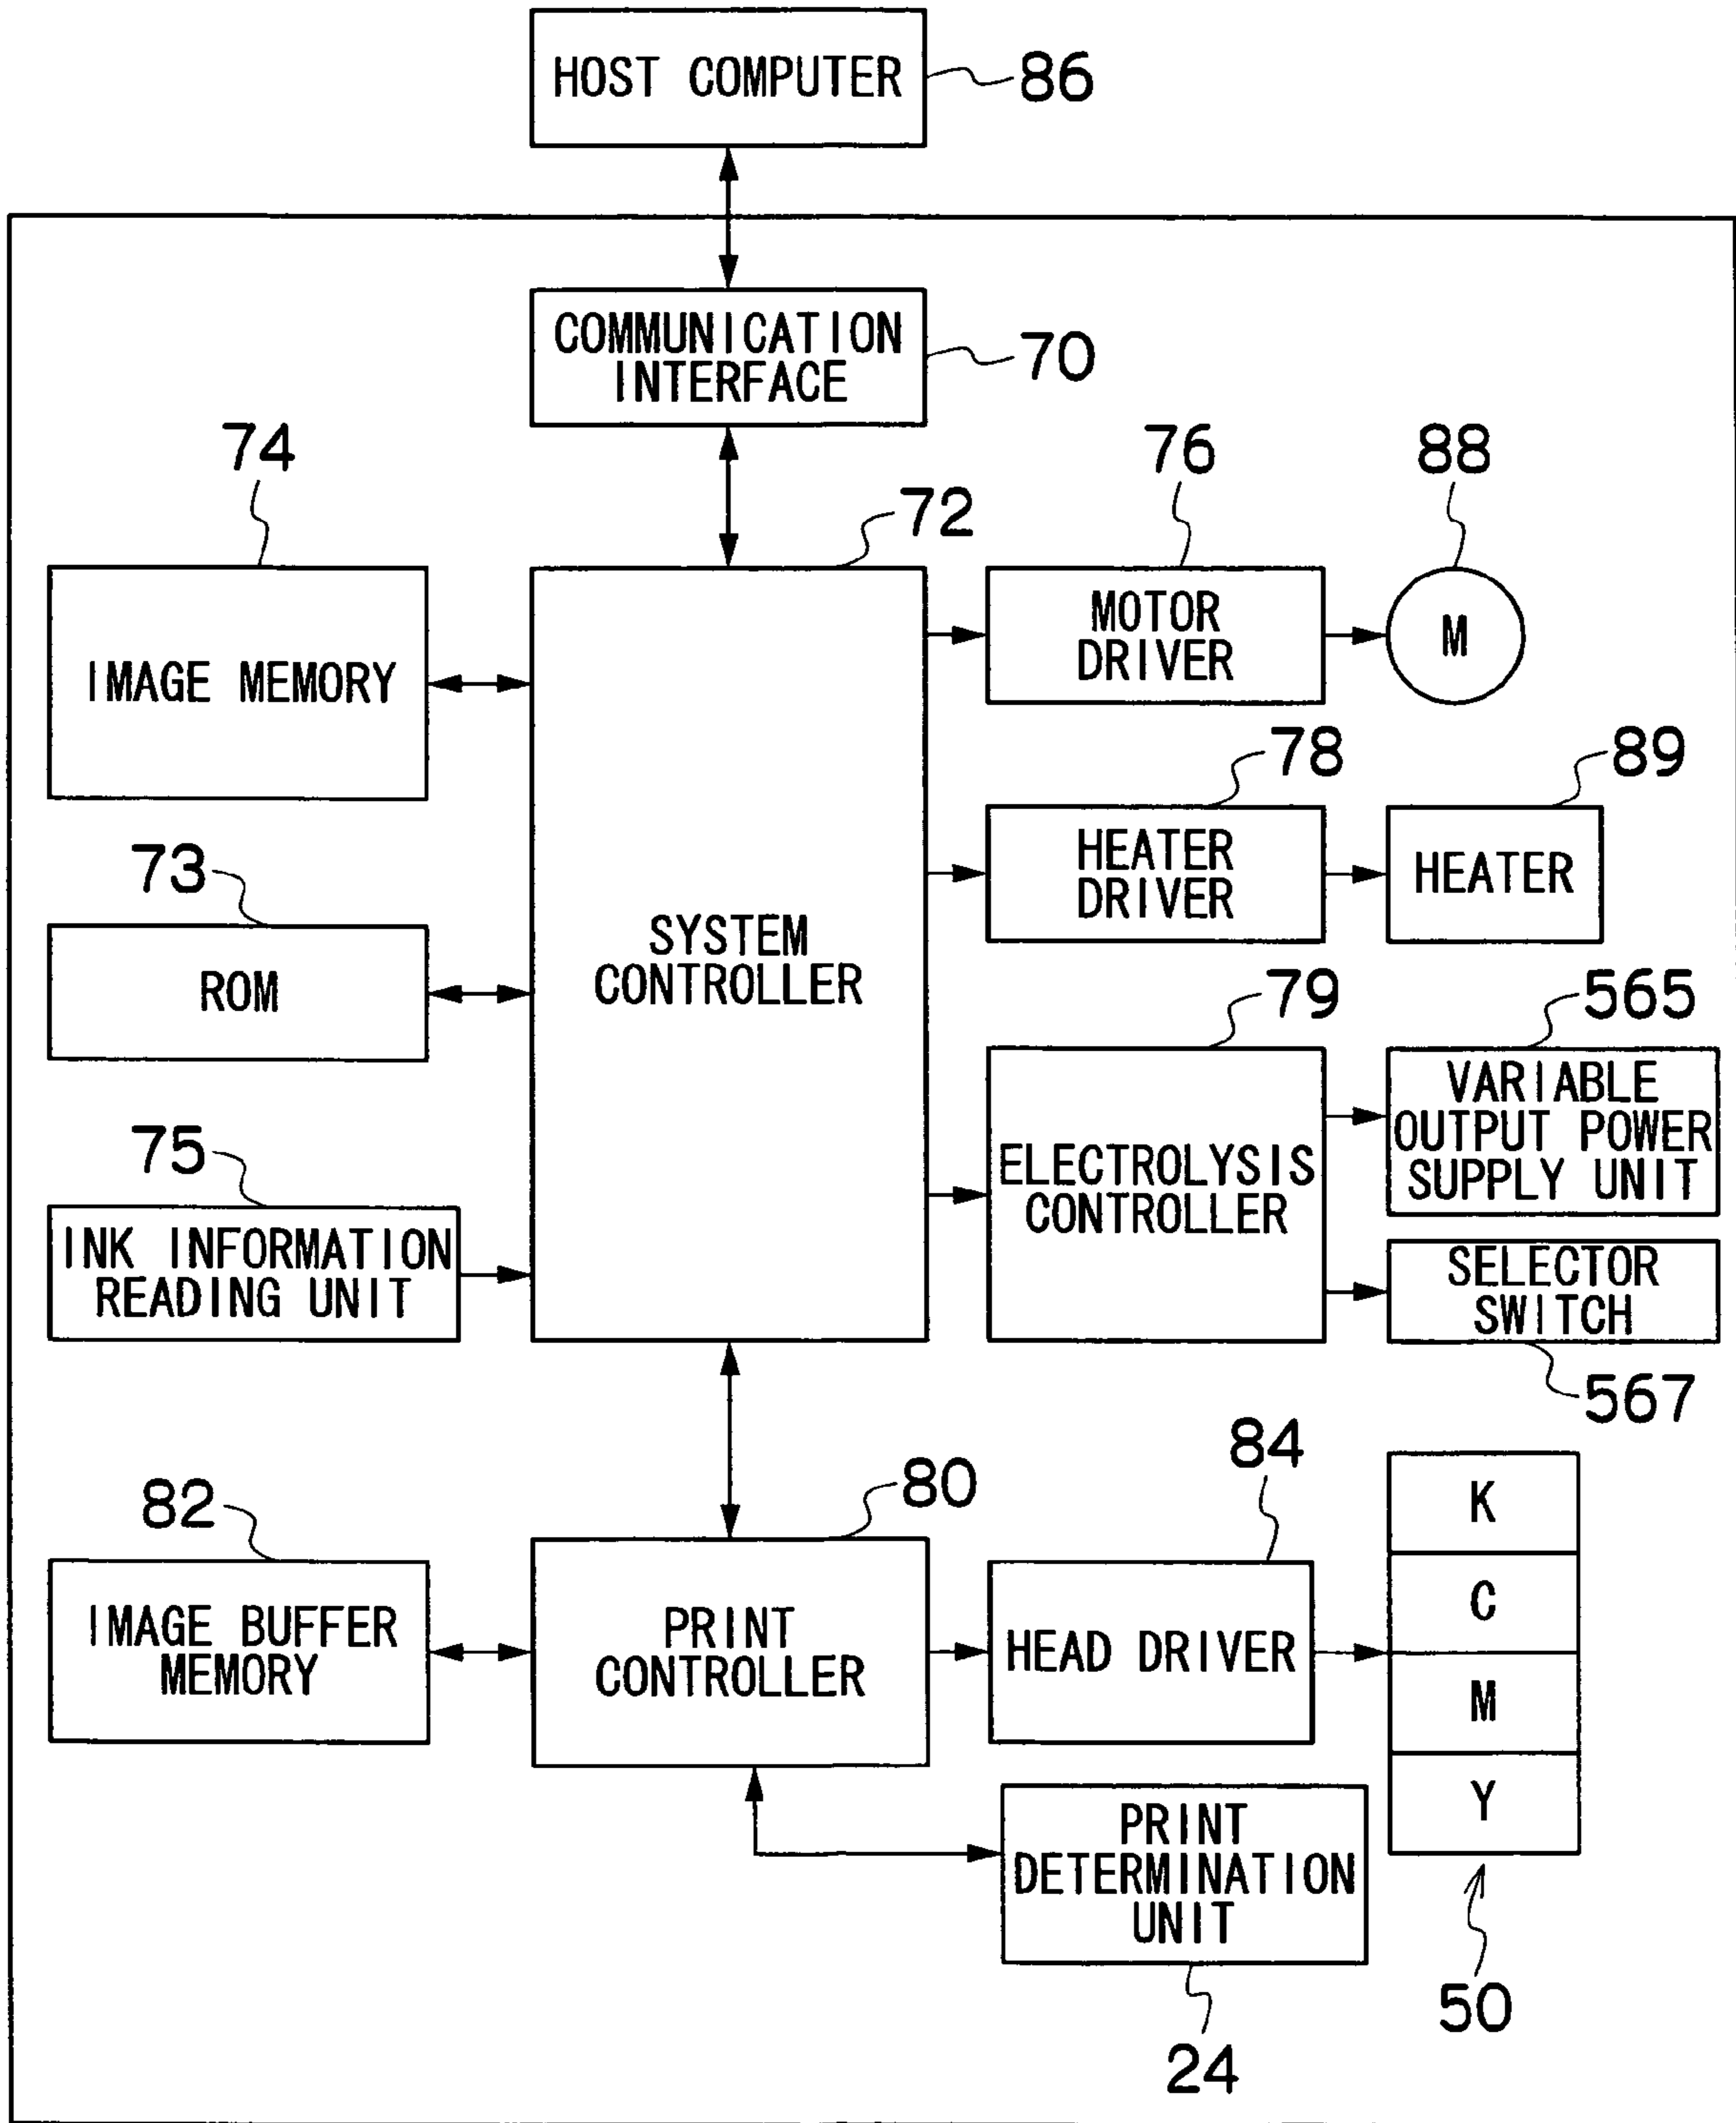 HOST COMPUTER
86
COMMUNICATION
INTERFACE
70
74
72
76
88
IMAGE MEMORY
SYSTEM
CONTROLLER
MOTOR
DRIVER
M
78
89
HEATER
DRIVER
HEATER
73
ROM
79
565
ELECTROLYSIS
CONTROLLER
VARIABLE
OUTPUT POWER
SUPPLY UNIT
75
INK INFORMATION
READING UNIT
SELECTOR
SWITCH
567
82
80
84
IMAGE BUFFER
MEMORY
PRINT
CONTROLLER
HEAD DRIVER
K
C
M
Y
PRINT
DETERMINATION
UNIT
50
24